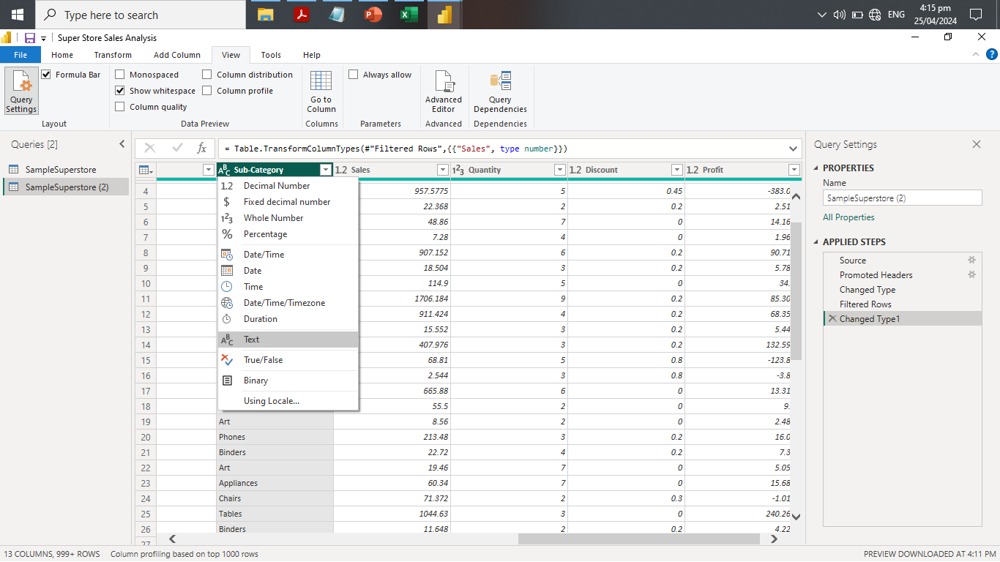 Type here to search
ENG
4:15 pm
25/04/2024
Super Store Sales Analysis
File Home Transform Add Column View Tools Help
Query Settings
Formula Bar
Layout
Monospaced
Show whitespace
Column quality
Column distribution
Column profile
Data Preview
Go to Column
Columns
Always allow
Parameters
Advanced Editor
Advanced
Query Dependencies
Dependencies
Queries [2]
SampleSuperstore
SampleSuperstore (2)
fx = Table.TransformColumnTypes(#"Filtered Rows",{{"Sales", type number}})
ABC Sub-Category 1.2 Sales 123 Quantity 1.2 Discount 1.2 Profit
4 957.5775 5 0.45 -383.0
5 22.368 2 0.2 2.51
6 48.86 7 0 14.16
7 7.28 4 0 1.96
8 907.152 6 0.2 90.71
9 18.504 3 0.2 5.78
10 114.9 5 0 34.
11 1706.184 9 0.2 85.30
12 911.424 4 0.2 68.35
13 15.552 3 0.2 5.44
14 407.976 3 0.2 132.59
15 68.81 5 0.8 -123.8
16 2.544 3 0.8 -3.8
17 665.88 6 0 13.31
18 55.5 2 0 9.
19 Art 8.56 2 0 2.48
20 Phones 213.48 3 0.2 16.0
21 Binders 22.72 4 0.2 7.3
22 Art 19.46 7 0 5.05
23 Appliances 60.34 7 0 15.68
24 Chairs 71.372 2 0.3 -1.01
25 Tables 1044.63 3 0 240.26
26 Binders 11.648 2 0.2 4.22
27
1.2 Decimal Number
$ Fixed decimal number
123 Whole Number
% Percentage
Date/Time
Date
Time
Date/Time/Timezone
Duration
ABC Text
True/False
Binary
Using Locale...
Query Settings
PROPERTIES
Name
SampleSuperstore (2)
All Properties
APPLIED STEPS
Source
Promoted Headers
Changed Type
Filtered Rows
Changed Type1
13 COLUMNS, 999+ ROWS Column profiling based on top 1000 rows
PREVIEW DOWNLOADED AT 4:11 PM